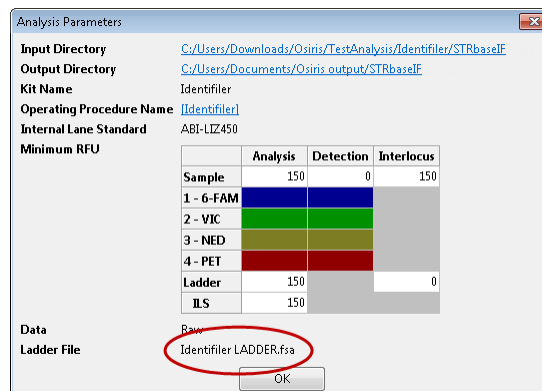 Analysis Parameters
Input Directory C:/Users/Downloads/Osiris/TestAnalysis/Identifiler/STRbaseIF
Output Directory C:/Users/Documents/Osiris output/STRbaseIF
Kit Name Identifiler
Operating Procedure Name [Identifiler]
Internal Lane Standard ABI-LIZ450
Minimum RFU
Analysis Detection Interlocus
Sample 150 0 150
1 - 6-FAM
2 - VIC
3 - NED
4 - PET
Ladder 150 0
ILS 150
Data Raw
Ladder File Identifiler LADDER.fsa
OK